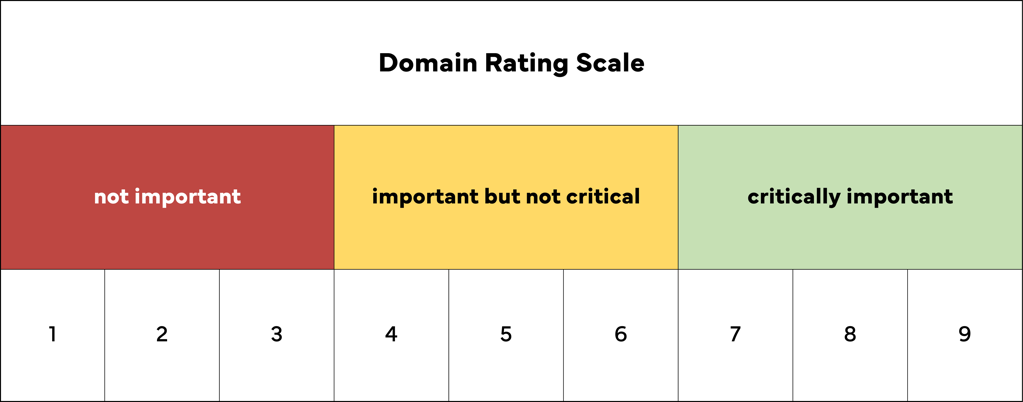 Domain Rating Scale
not important
important but not critical
critically important
1 2 3 4 5 6 7 8 9